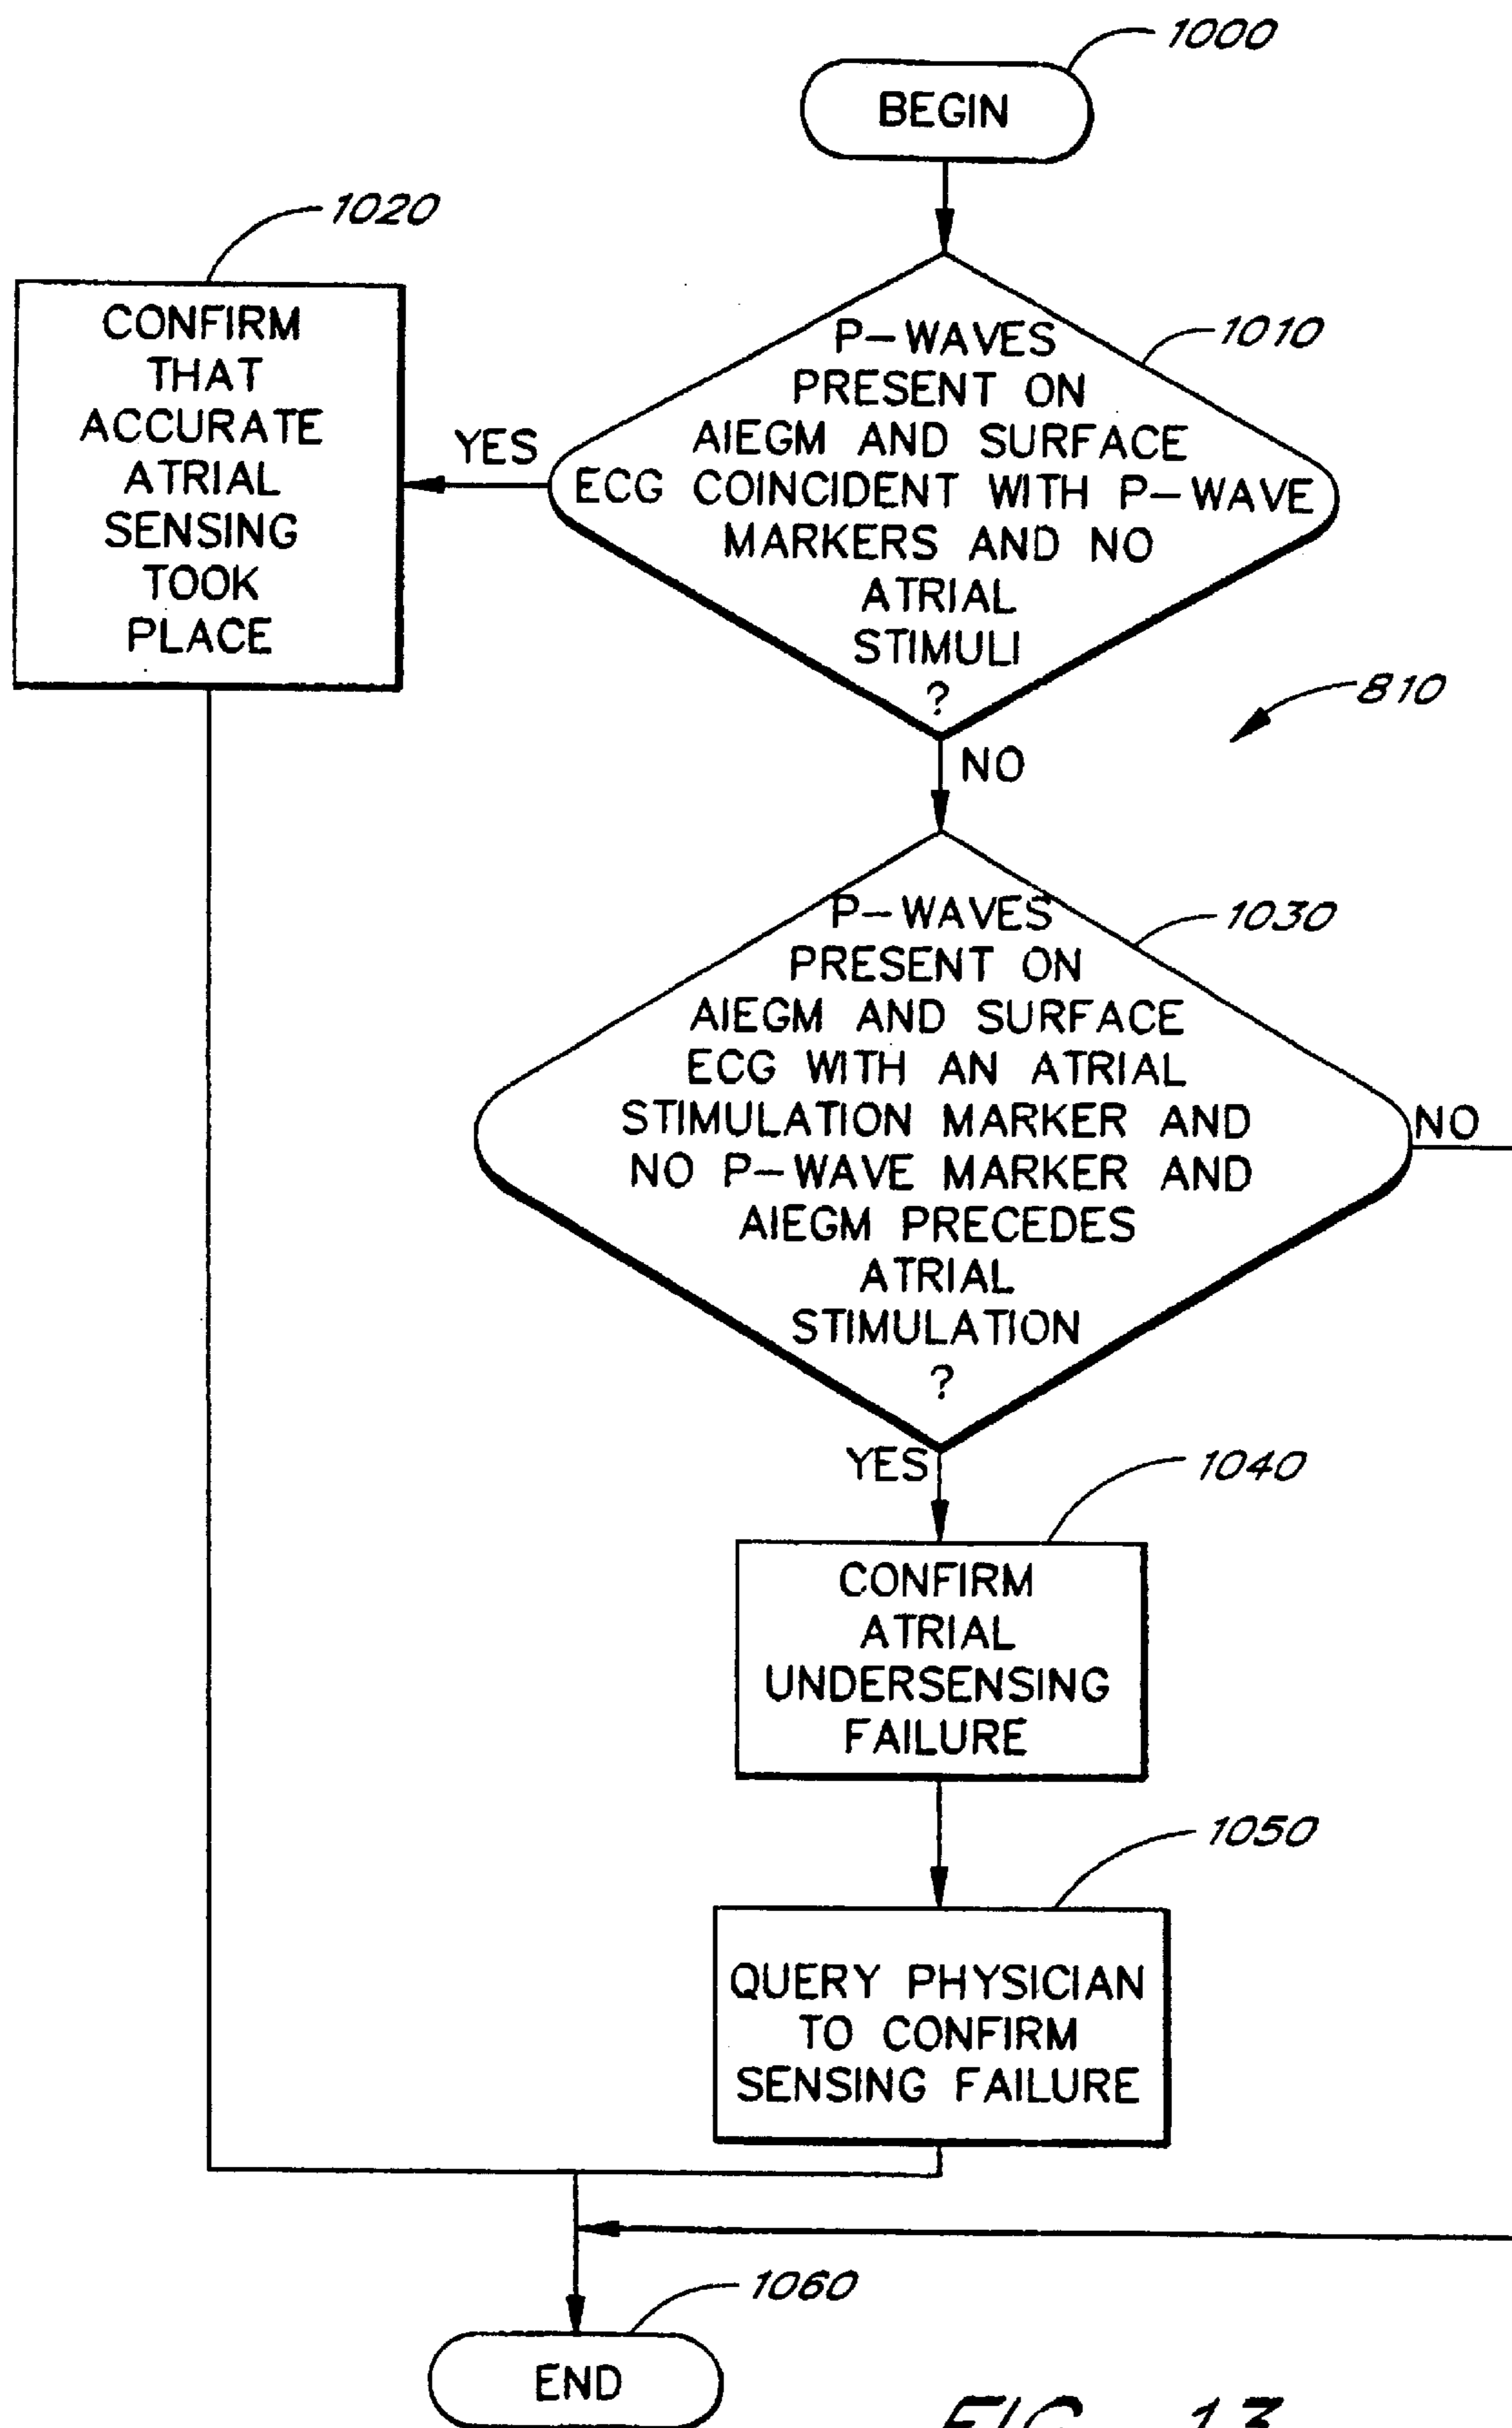 1000
BEGIN
1020
CONFIRM
THAT
ACCURATE
ATRIAL
SENSING
TOOK
PLACE
YES
1010
P-WAVES
PRESENT ON
AIEGM AND SURFACE
ECG COINCIDENT WITH P-WAVE
MARKERS AND NO
ATRIAL
STIMULI
?
810
NO
1030
P-WAVES
PRESENT ON
AIEGM AND SURFACE
ECG WITH AN ATRIAL
STIMULATION MARKER AND
NO P-WAVE MARKER AND
AIEGM PRECEDES
ATRIAL
STIMULATION
?
NO
YES
1040
CONFIRM
ATRIAL
UNDERSENSING
FAILURE
1050
QUERY PHYSICIAN
TO CONFIRM
SENSING FAILURE
1060
END
FIG. 13